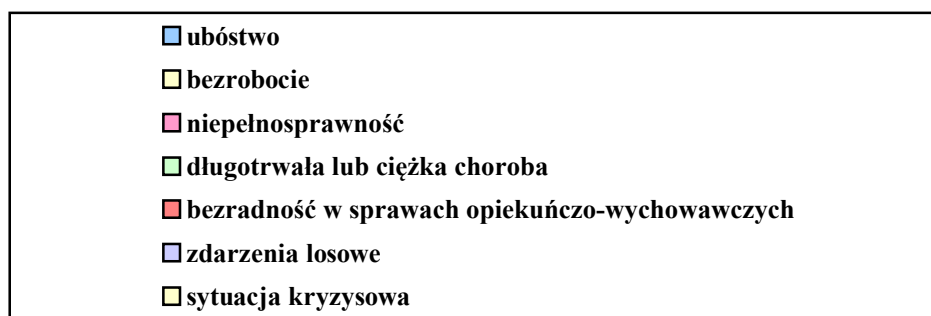 ubóstwo
bezrobocie
niepełnosprawność
długotrwała lub ciężka choroba
bezradność w sprawach opiekuńczo-wychowawczych
zdarzenia losowe
sytuacja kryzysowa